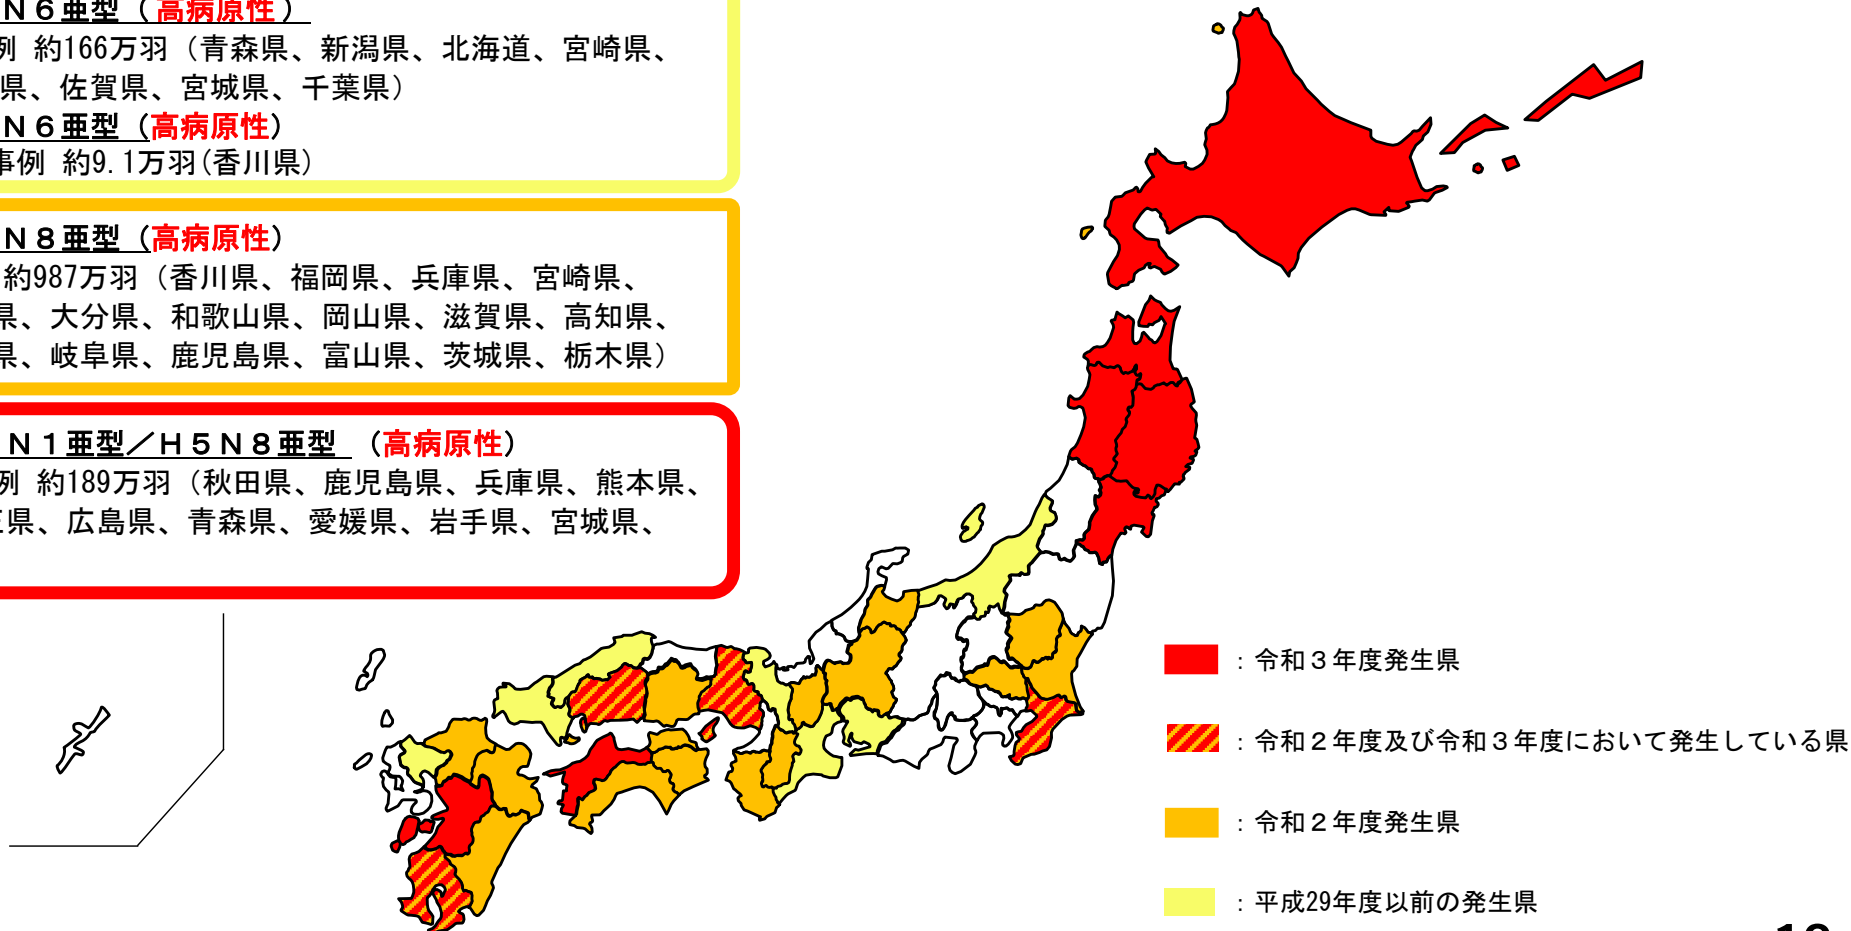 Ｎ６亜型（高病原性）
例 約166万羽（青森県、新潟県、北海道、宮崎県、
県、佐賀県、宮城県、千葉県）
Ｎ６亜型（高病原性）
事例 約9.1万羽（香川県）
Ｎ８亜型（高病原性）
約987万羽（香川県、福岡県、兵庫県、宮崎県、
県、大分県、和歌山県、岡山県、滋賀県、高知県、
県、岐阜県、鹿児島県、富山県、茨城県、栃木県）
Ｎ１亜型／Ｈ５Ｎ８亜型 （高病原性）
例 約189万羽（秋田県、鹿児島県、兵庫県、熊本県、
県、広島県、青森県、愛媛県、岩手県、宮城県、
：令和３年度発生県
：令和２年度及び令和３年度において発生している県
：令和２年度発生県
：平成29年度以前の発生県